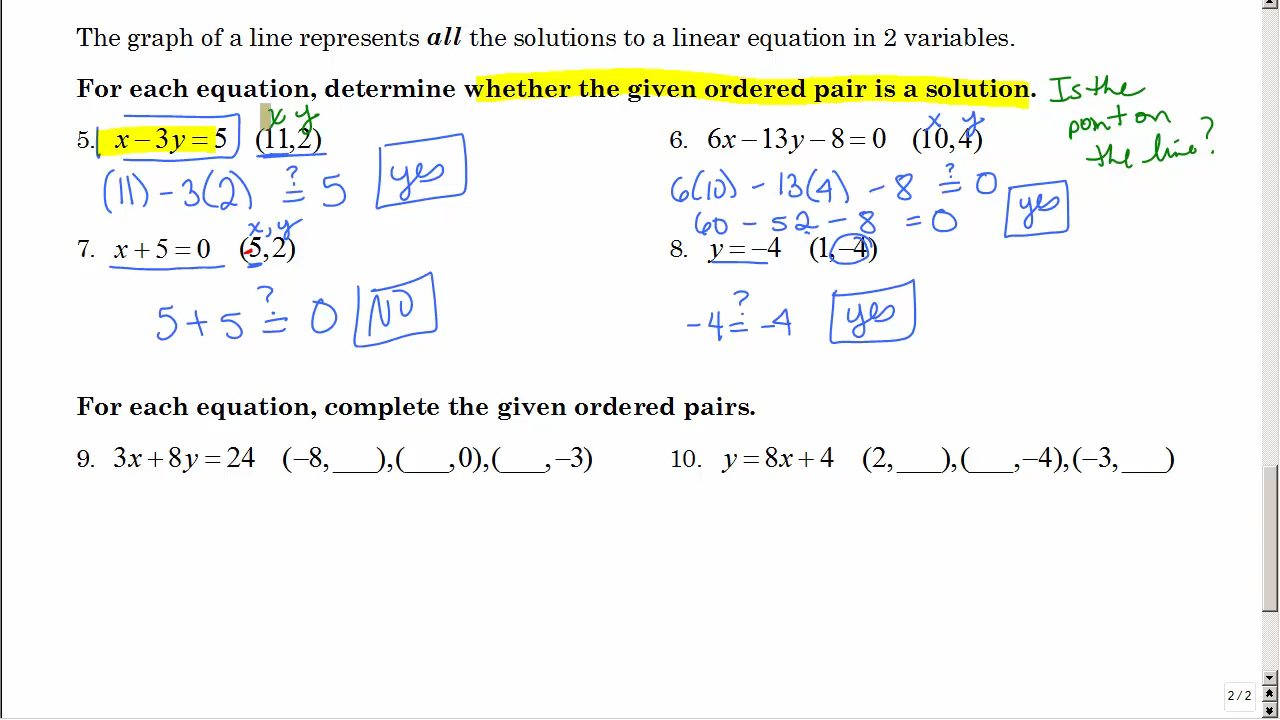 The graph of a line represents all the solutions to a linear equation in 2 variables.
For each equation, determine whether the given ordered pair is a solution.
Is the
point on
the line?
x y
5. x − 3y = 5 (11,2)
(11) − 3(2) ≟ 5 yes
x y
6. 6x − 13y − 8 = 0 (10,4)
6(10) − 13(4) − 8 ≟ 0
60 − 52 − 8 = 0 yes
x, y
7. x + 5 = 0 (5,2)
5 + 5 ≟ 0 NO
8. y = −4 (1,−4)
−4 ≟ −4 yes
For each equation, complete the given ordered pairs.
9. 3x + 8y = 24 (−8, ___),(___,0),(___,−3)
10. y = 8x + 4 (2, ___),(___,−4),(−3, ___)
2 / 2